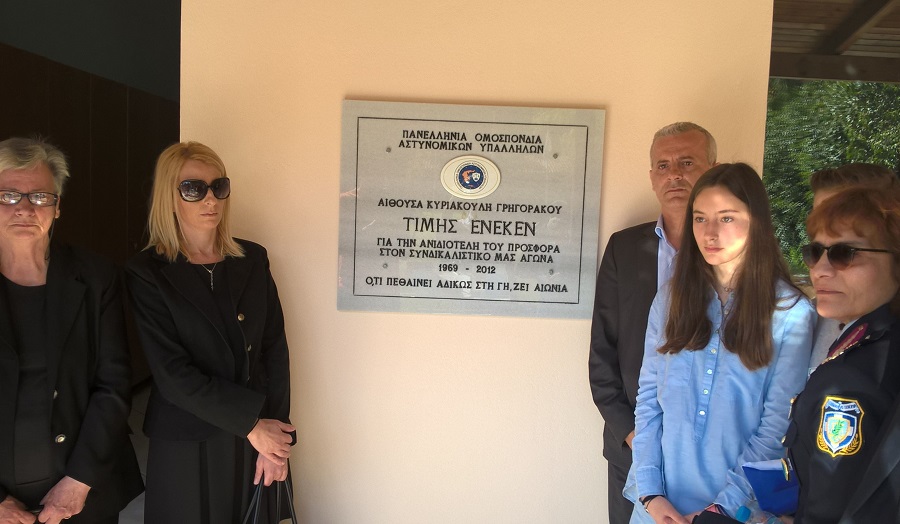 ΠΑΝΕΛΛΗΝΙΑ ΟΜΟΣΠΟΝΔΙΑ
ΑΣΤΥΝΟΜΙΚΩΝ ΥΠΑΛΛΗΛΩΝ
ΑΙΘΟΥΣΑ ΚΥΡΙΑΚΟΥΛΗ ΓΡΗΓΟΡΑΚΟΥ
ΤΙΜΗΣ ΕΝΕΚΕΝ
ΓΙΑ ΤΗΝ ΑΝΙΔΙΟΤΕΛΗ ΤΟΥ ΠΡΟΣΦΟΡΑ
ΣΤΟΝ ΣΥΝΔΙΚΑΛΙΣΤΙΚΟ ΜΑΣ ΑΓΩΝΑ
1969 - 2012
Ο,ΤΙ ΠΕΘΑΙΝΕΙ ΑΔΙΚΩΣ ΣΤΗ ΓΗ,ΖΕΙ ΑΙΩΝΙΑ